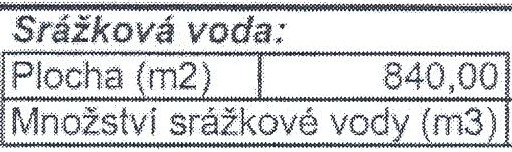 Srážková voda:
Plocha (m2) 840,00
Množství srážkové vody (m3)